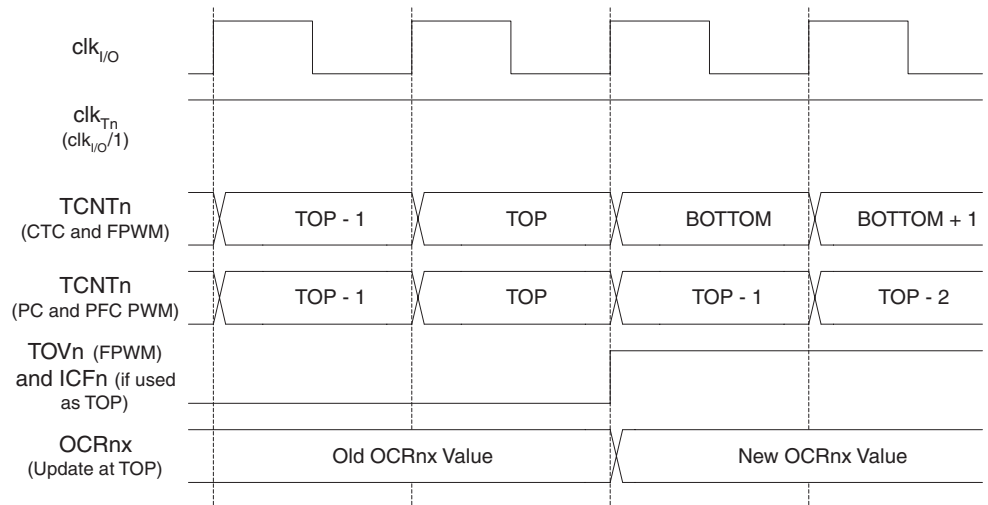 clkI/O
clkTn
(clkI/O/1)
TCNTn
(CTC and FPWM)
TOP - 1
TOP
BOTTOM
BOTTOM + 1
TCNTn
(PC and PFC PWM)
TOP - 1
TOP
TOP - 1
TOP - 2
TOVn (FPWM)
and ICFn (if used
as TOP)
OCRnx
(Update at TOP)
Old OCRnx Value
New OCRnx Value